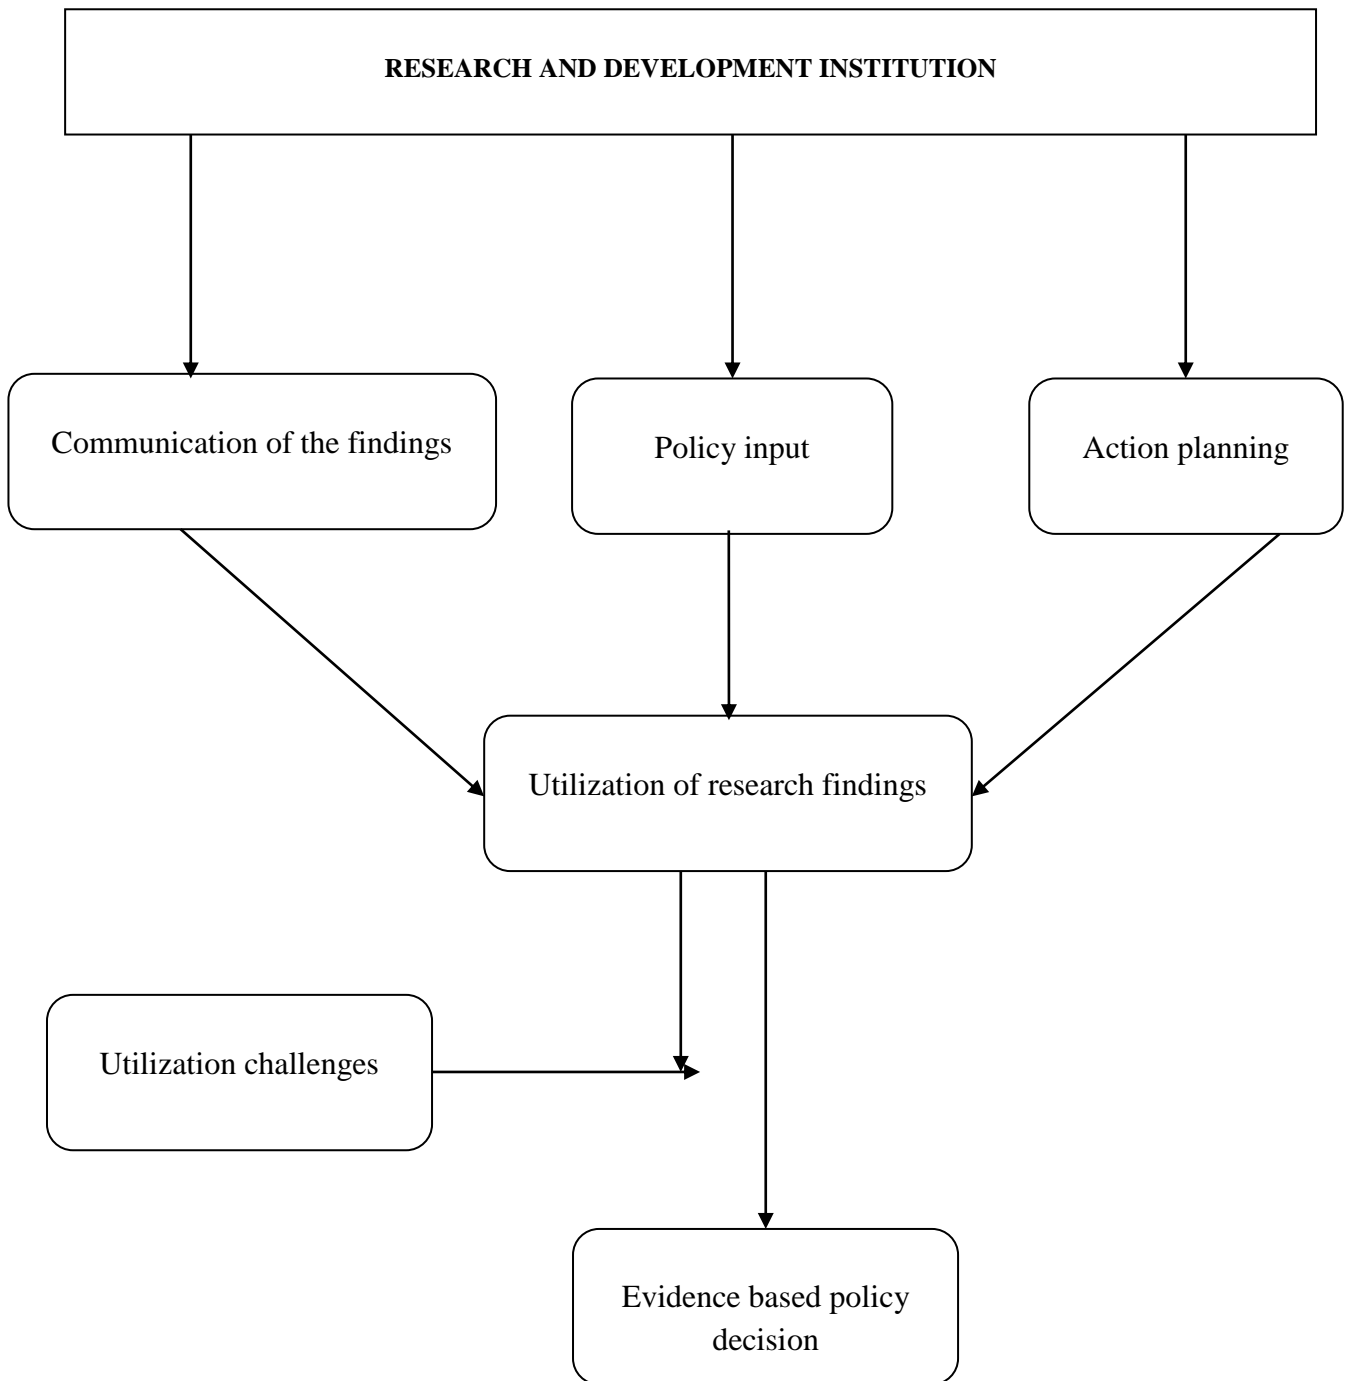 RESEARCH AND DEVELOPMENT INSTITUTION
Communication of the findings
Policy input
Action planning
Utilization of research findings
Utilization challenges
Evidence based policy
decision